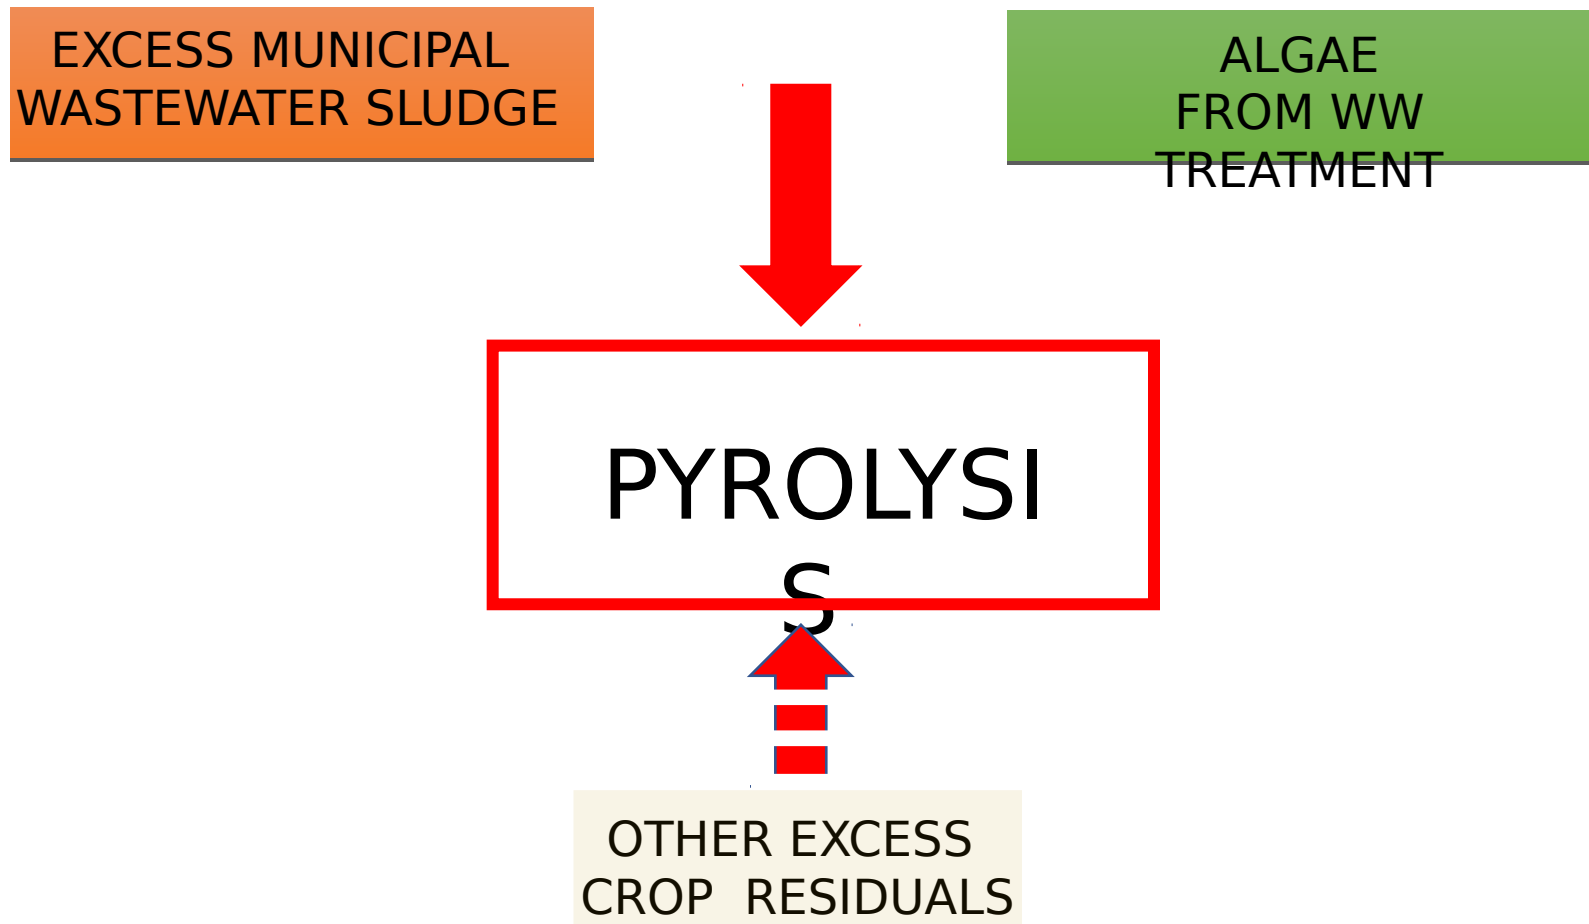 EXCESS MUNICIPAL
WASTEWATER SLUDGE
ALGAE
FROM WW
TREATMENT
PYROLYSI
S
OTHER EXCESS
CROP RESIDUALS